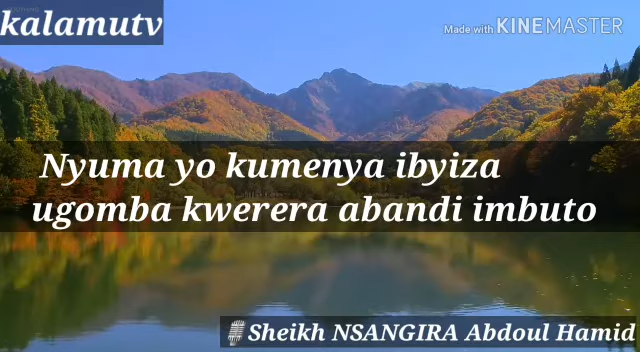 kalamutv
Made with KINEMASTER
Nyuma yo kumenya ibyiza
ugomba kwerera abandi imbuto
Sheikh NSANGIRA Abdoul Hamid